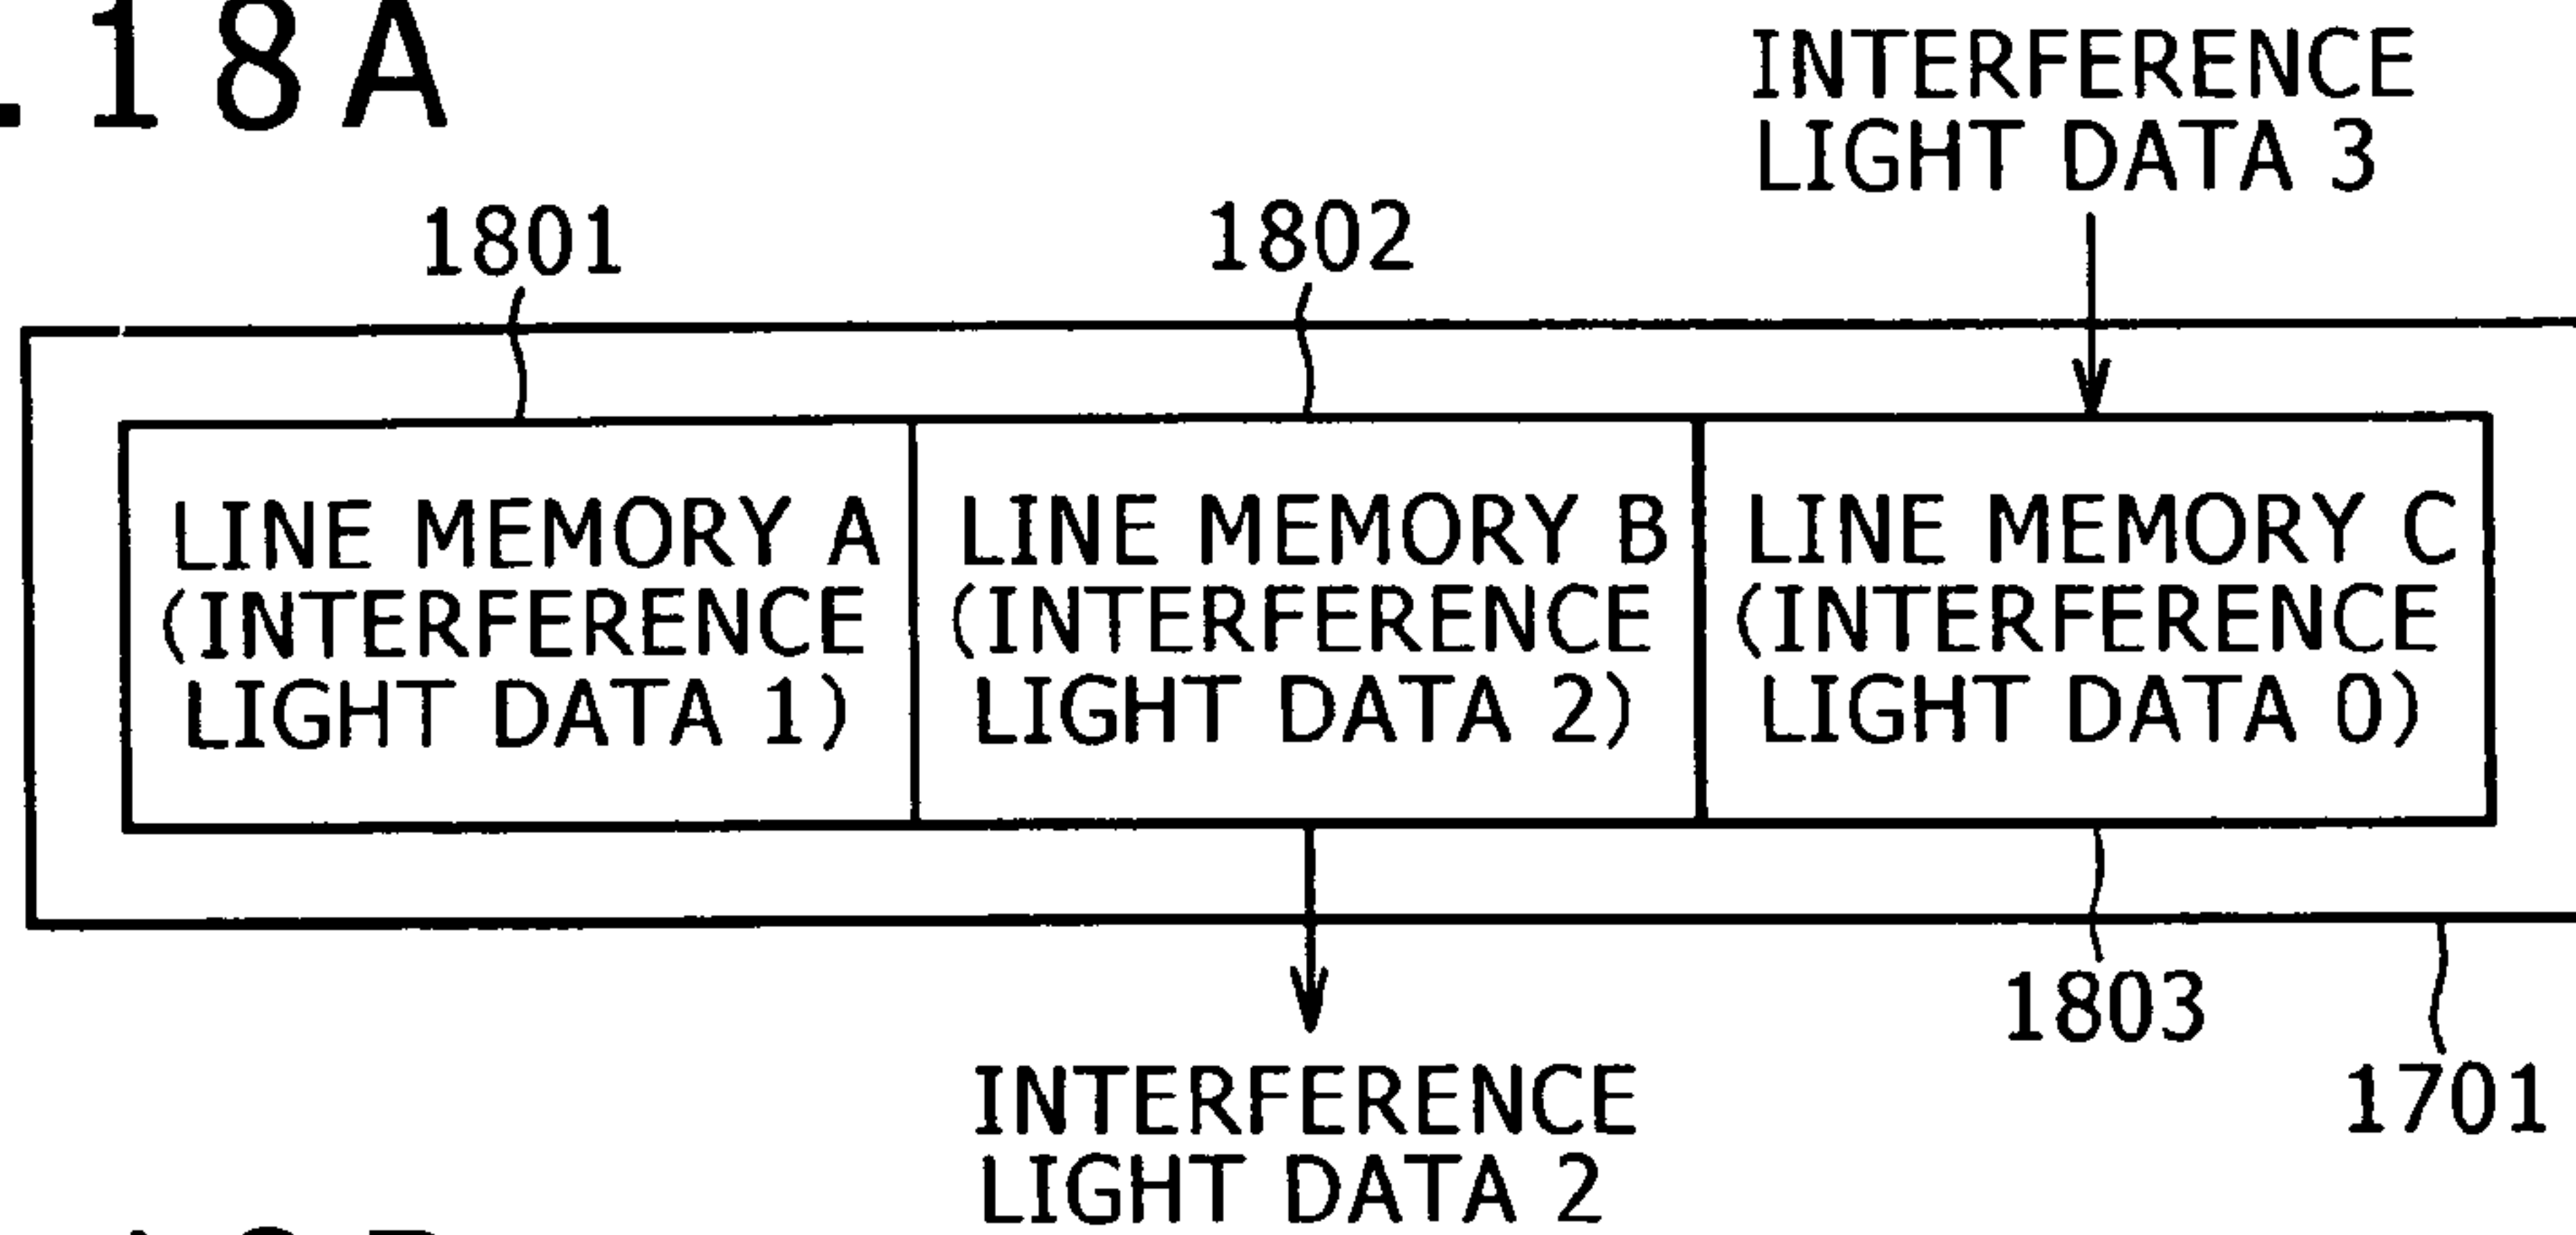 .18A
INTERFERENCE
LIGHT DATA 3
1801
1802
LINE MEMORY A
(INTERFERENCE
LIGHT DATA 1)
LINE MEMORY B
(INTERFERENCE
LIGHT DATA 2)
LINE MEMORY C
(INTERFERENCE
LIGHT DATA 0)
1803
1701
INTERFERENCE
LIGHT DATA 2